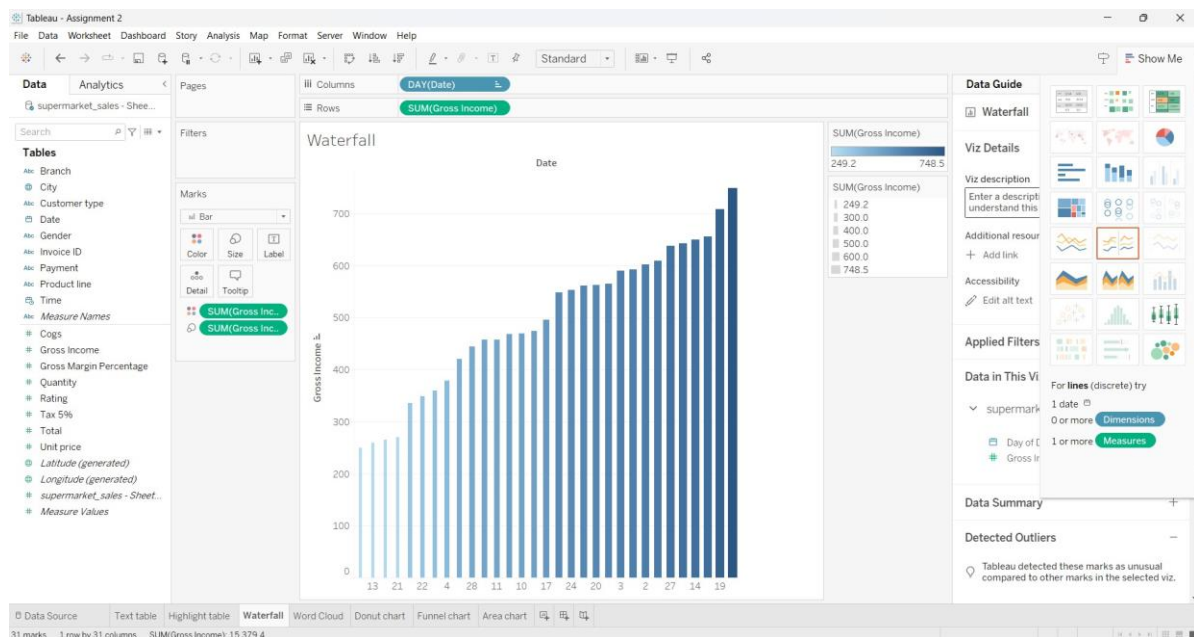 Tableau - Assignment 2
File Data Worksheet Dashboard Story Analysis Map Format Server Window Help
Standard
Show Me
Data Analytics
supermarket_sales - Shee...
Search
Tables
Abc Branch
City
Abc Customer type
Date
Abc Gender
Abc Invoice ID
Abc Payment
Abc Product line
Time
Abc Measure Names
# Cogs
# Gross Income
# Gross Margin Percentage
# Quantity
# Rating
# Tax 5%
# Total
# Unit price
Latitude (generated)
Longitude (generated)
# supermarket_sales - Sheet...
# Measure Values
Pages
Filters
Marks
Bar
Color Size Label
Detail Tooltip
SUM(Gross Inc..
SUM(Gross Inc..
Columns DAY(Date)
Rows SUM(Gross Income)
Waterfall
Date
Gross Income
700
600
500
400
300
200
100
0
13 21 22 4 28 11 10 17 24 20 3 2 27 14 19
SUM(Gross Income)
249.2 748.5
SUM(Gross Income)
249.2
300.0
400.0
500.0
600.0
748.5
Data Guide
Waterfall
Viz Details
Viz description
Enter a descripti
understand this
Additional resour
+ Add link
Accessibility
Edit alt text
Applied Filters
Data in This Vi
supermark
Day of D
# Gross Ir
Data Summary +
Detected Outliers −
Tableau detected these marks as unusual
compared to other marks in the selected viz.
For lines (discrete) try
1 date
0 or more Dimensions
1 or more Measures
Data Source Text table Highlight table Waterfall Word Cloud Donut chart Funnel chart Area chart
31 marks 1 row by 31 columns SUM(Gross Income): 15,379.4